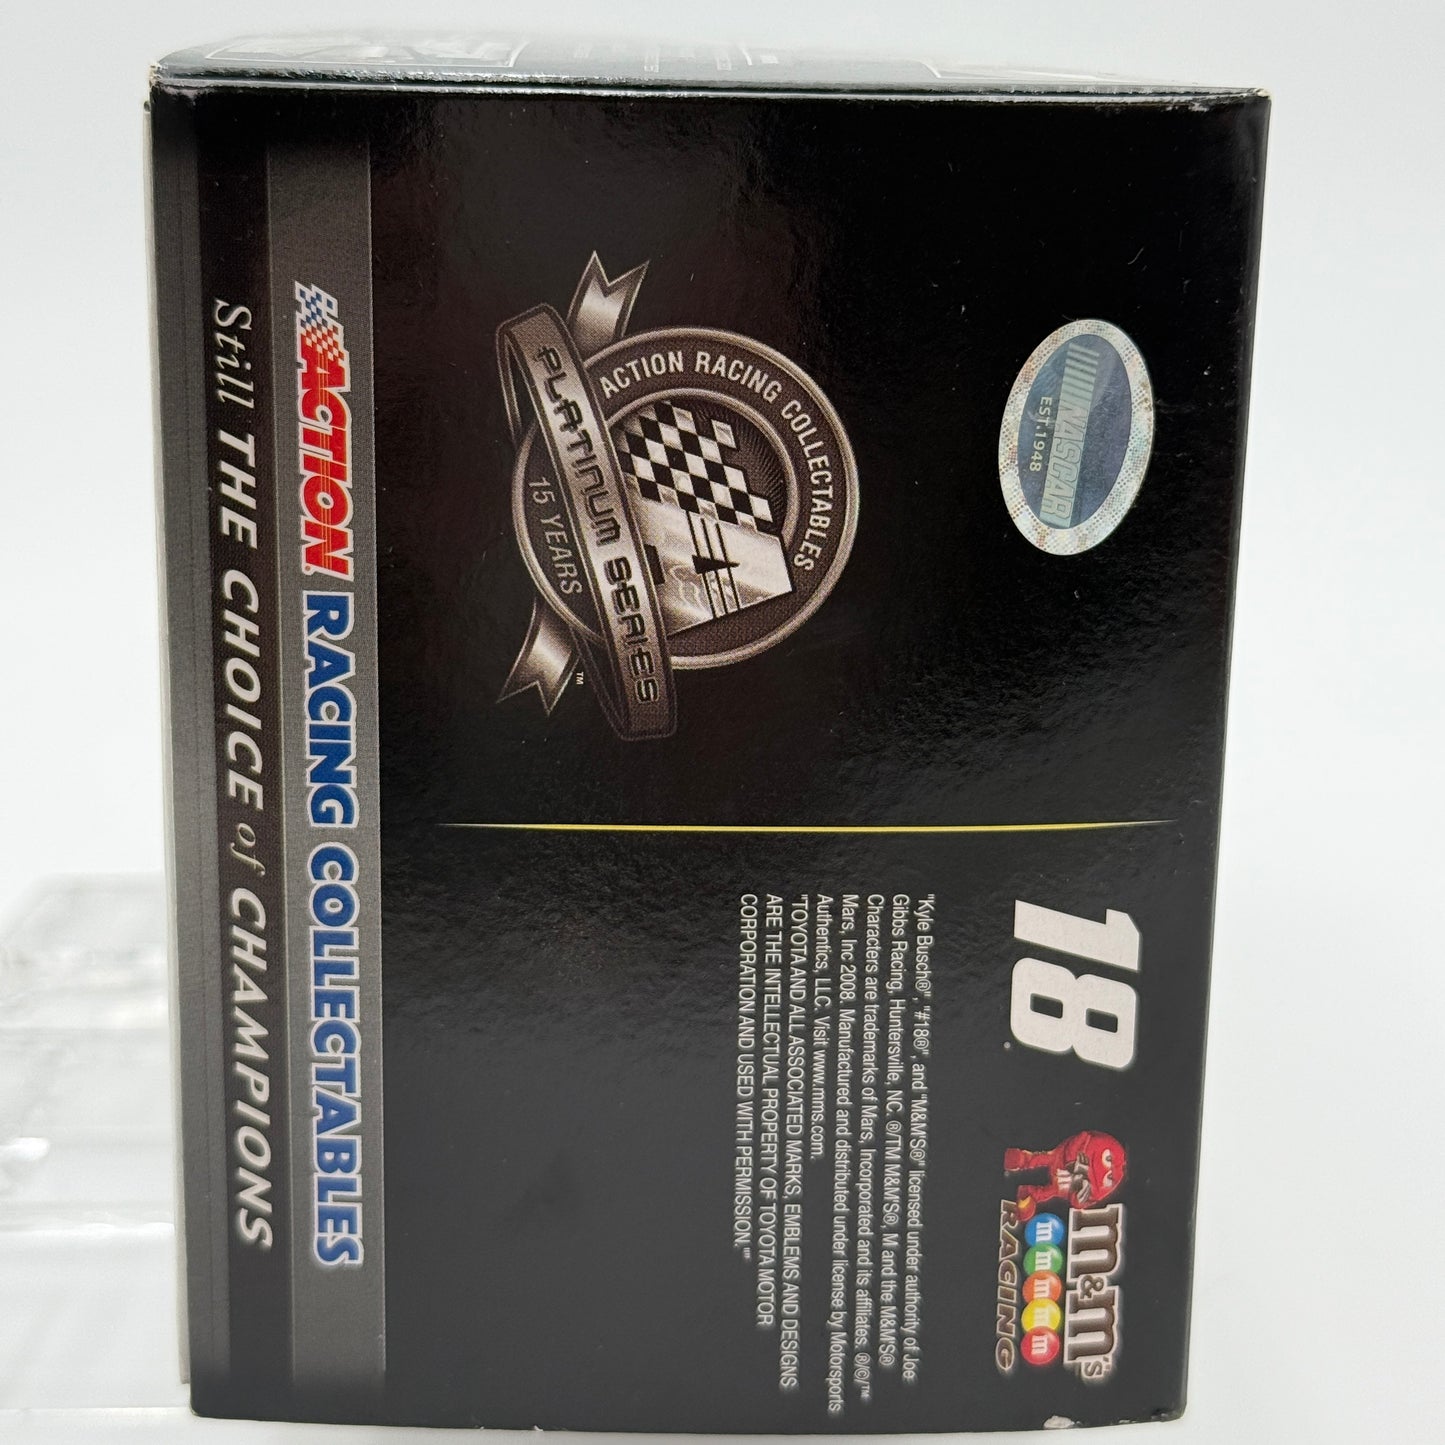 NASCAR
EST. 1948
ACTION RACING COLLECTABLES
PLATINUM SERIES
15 YEARS
™
ACTION RACING COLLECTABLES
Still THE CHOICE of CHAMPIONS
18
m&m's
m m m m m
RACING
"Kyle Busch®", "#18®", and "M&M'S®" licensed under authority of Joe
Gibbs Racing, Huntersville, NC. ®/TM M&M'S®, M and the M&M'S®
Characters are trademarks of Mars, Incorporated and its affiliates. ®/©/™
Mars, Inc 2008. Manufactured and distributed under license by Motorsports
Authentics, LLC. Visit www.mms.com.
"TOYOTA AND ALL ASSOCIATED MARKS, EMBLEMS AND DESIGNS
ARE THE INTELLECTUAL PROPERTY OF TOYOTA MOTOR
CORPORATION AND USED WITH PERMISSION.""